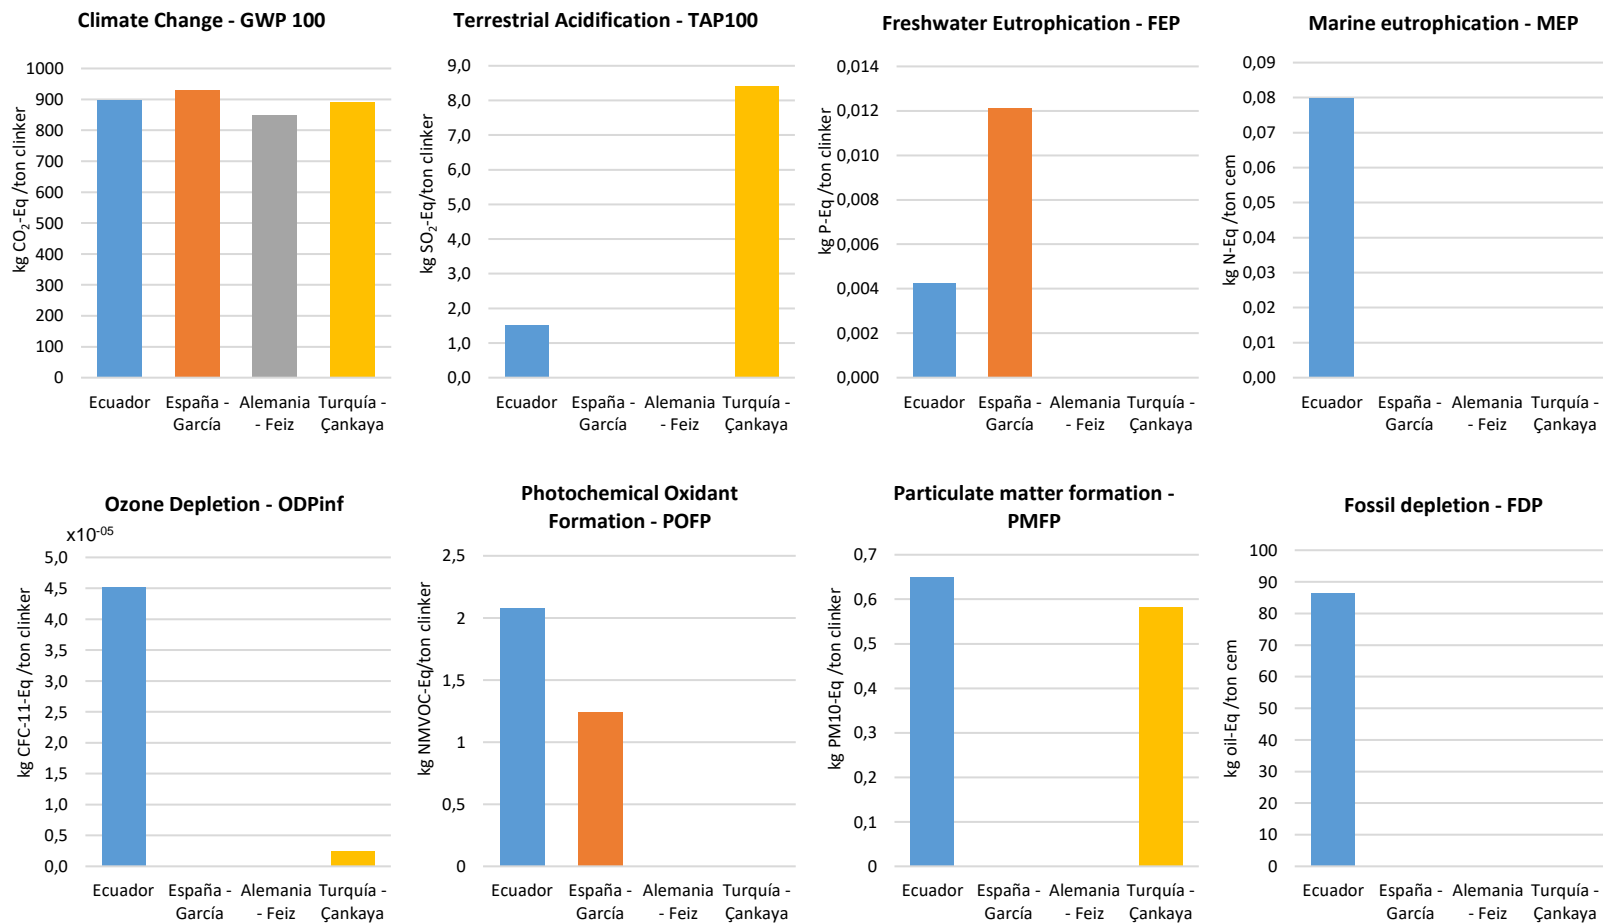 Climate Change - GWP 100
kg CO₂-Eq /ton clinker
1000
900
800
700
600
500
400
300
200
100
0
Ecuador
España -
García
Alemania
- Feiz
Turquía -
Çankaya
Terrestrial Acidification - TAP100
kg SO₂-Eq/ton clinker
9,0
8,0
7,0
6,0
5,0
4,0
3,0
2,0
1,0
0,0
Ecuador
España -
García
Alemania
- Feiz
Turquía -
Çankaya
Freshwater Eutrophication - FEP
kg P-Eq /ton clinker
0,014
0,012
0,010
0,008
0,006
0,004
0,002
0,000
Ecuador
España -
García
Alemania
- Feiz
Turquía -
Çankaya
Marine eutrophication - MEP
kg N-Eq /ton cem
0,09
0,08
0,07
0,06
0,05
0,04
0,03
0,02
0,01
0,00
Ecuador
España -
García
Alemania
- Feiz
Turquía -
Çankaya
Ozone Depletion - ODPinf
x10⁻⁰⁵
kg CFC-11-Eq /ton clinker
5,0
4,5
4,0
3,5
3,0
2,5
2,0
1,5
1,0
0,5
0,0
Ecuador
España -
García
Alemania
- Feiz
Turquía -
Çankaya
Photochemical Oxidant
Formation - POFP
kg NMVOC-Eq/ton clinker
2,5
2
1,5
1
0,5
0
Ecuador
España -
García
Alemania
- Feiz
Turquía -
Çankaya
Particulate matter formation -
PMFP
kg PM10-Eq /ton clinker
0,7
0,6
0,5
0,4
0,3
0,2
0,1
0
Ecuador
España -
García
Alemania
- Feiz
Turquía -
Çankaya
Fossil depletion - FDP
kg oil-Eq /ton cem
100
90
80
70
60
50
40
30
20
10
0
Ecuador
España -
García
Alemania
- Feiz
Turquía -
Çankaya